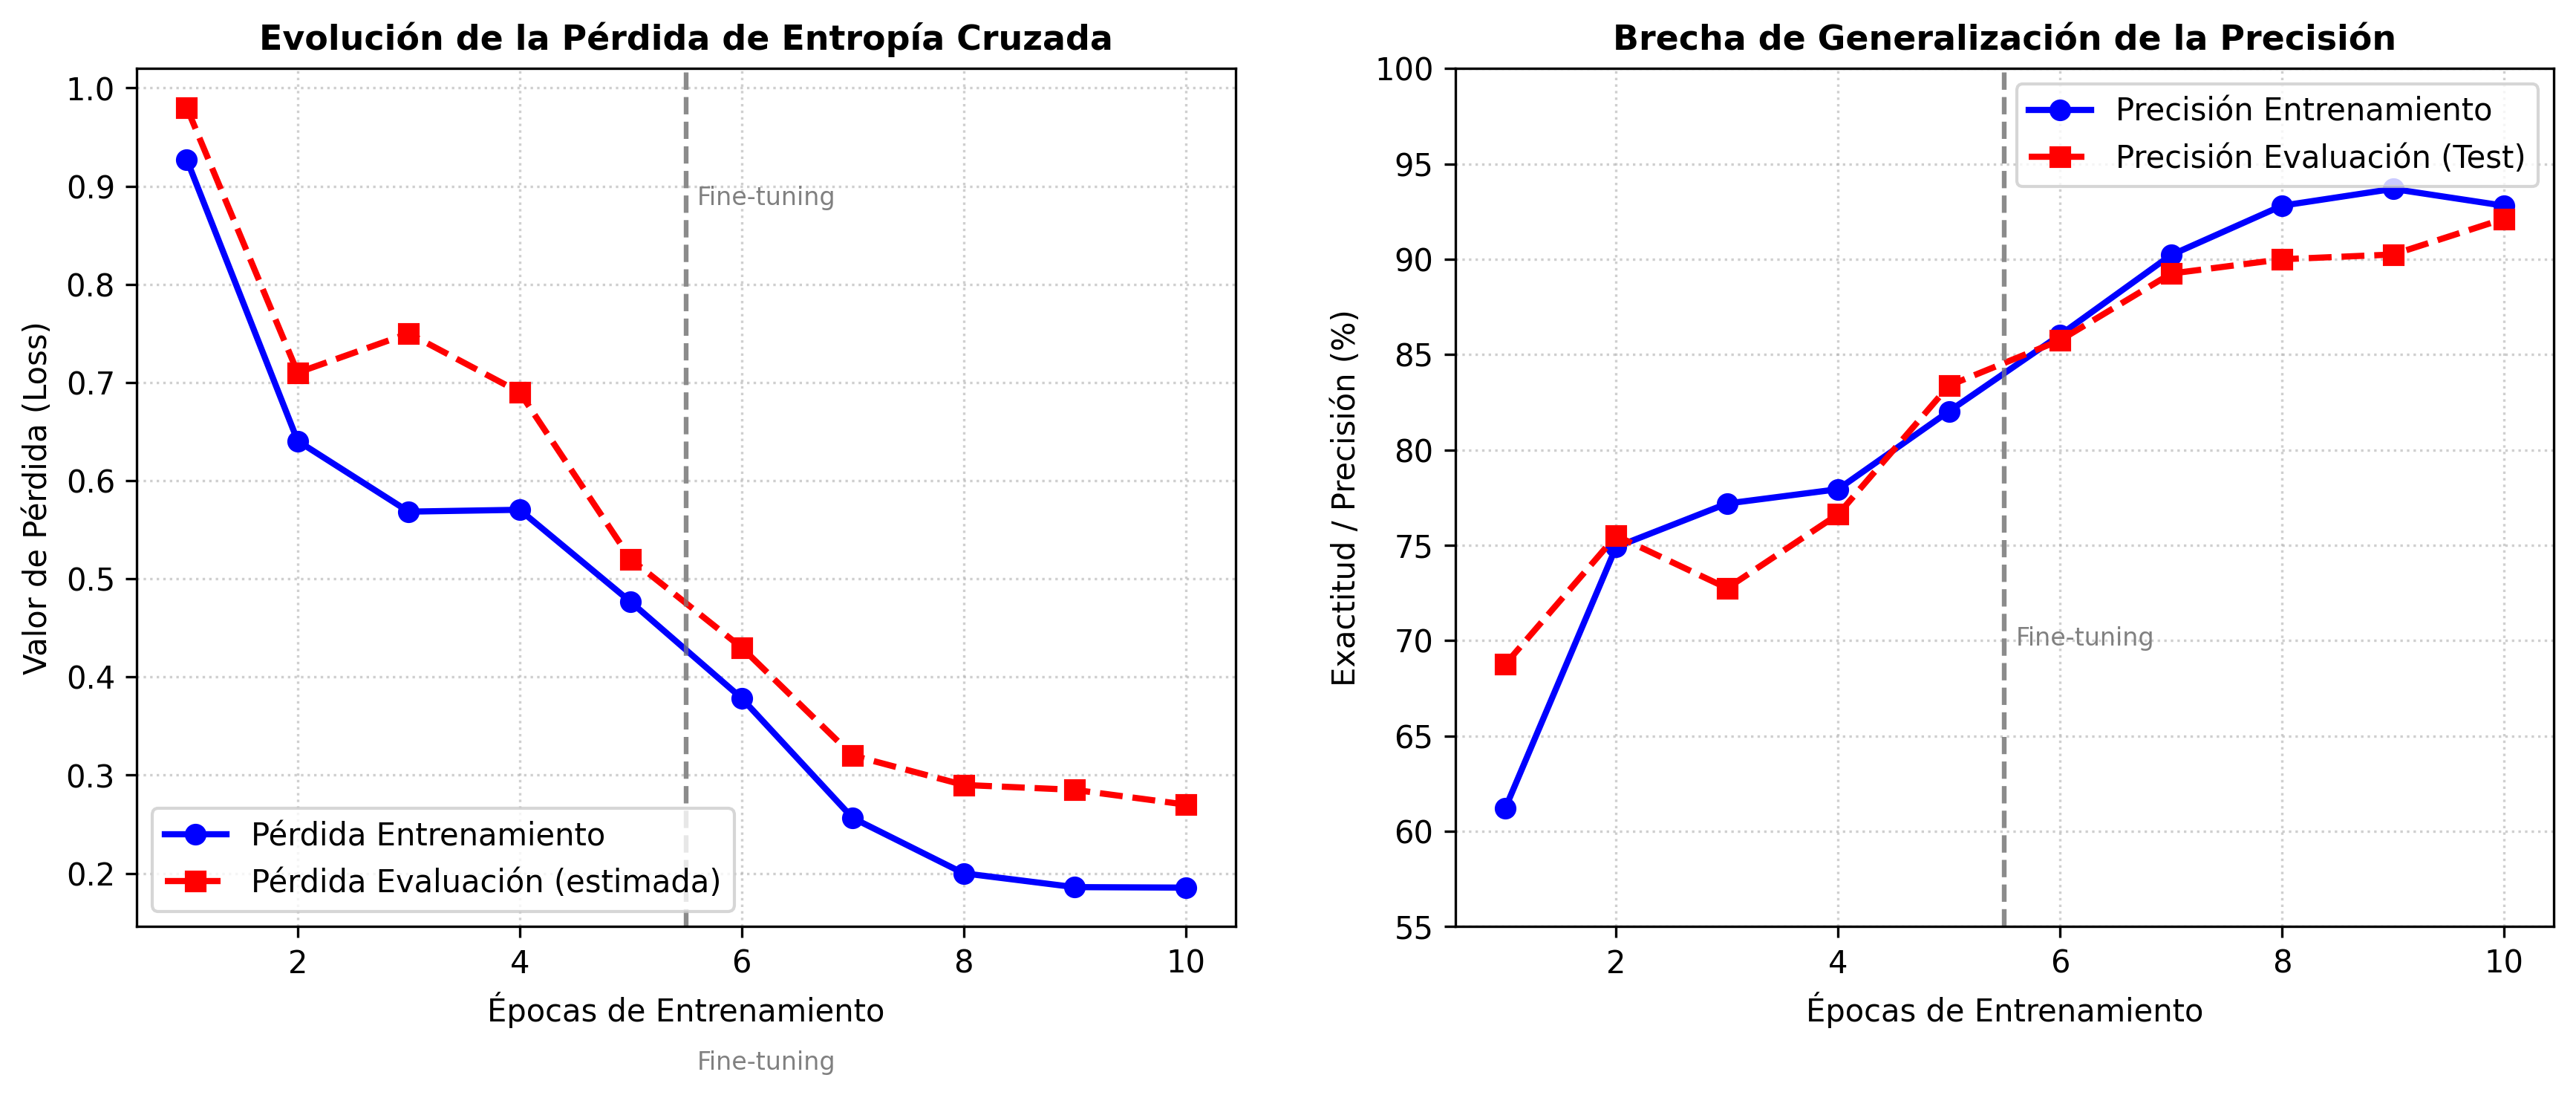 Evolución de la Pérdida de Entropía Cruzada
Valor de Pérdida (Loss)
1.0
0.9
0.8
0.7
0.6
0.5
0.4
0.3
0.2
Fine-tuning
Pérdida Entrenamiento
Pérdida Evaluación (estimada)
2 4 6 8 10
Épocas de Entrenamiento
Fine-tuning
Brecha de Generalización de la Precisión
Exactitud / Precisión (%)
100
95
90
85
80
75
70
65
60
55
Precisión Entrenamiento
Precisión Evaluación (Test)
Fine-tuning
2 4 6 8 10
Épocas de Entrenamiento